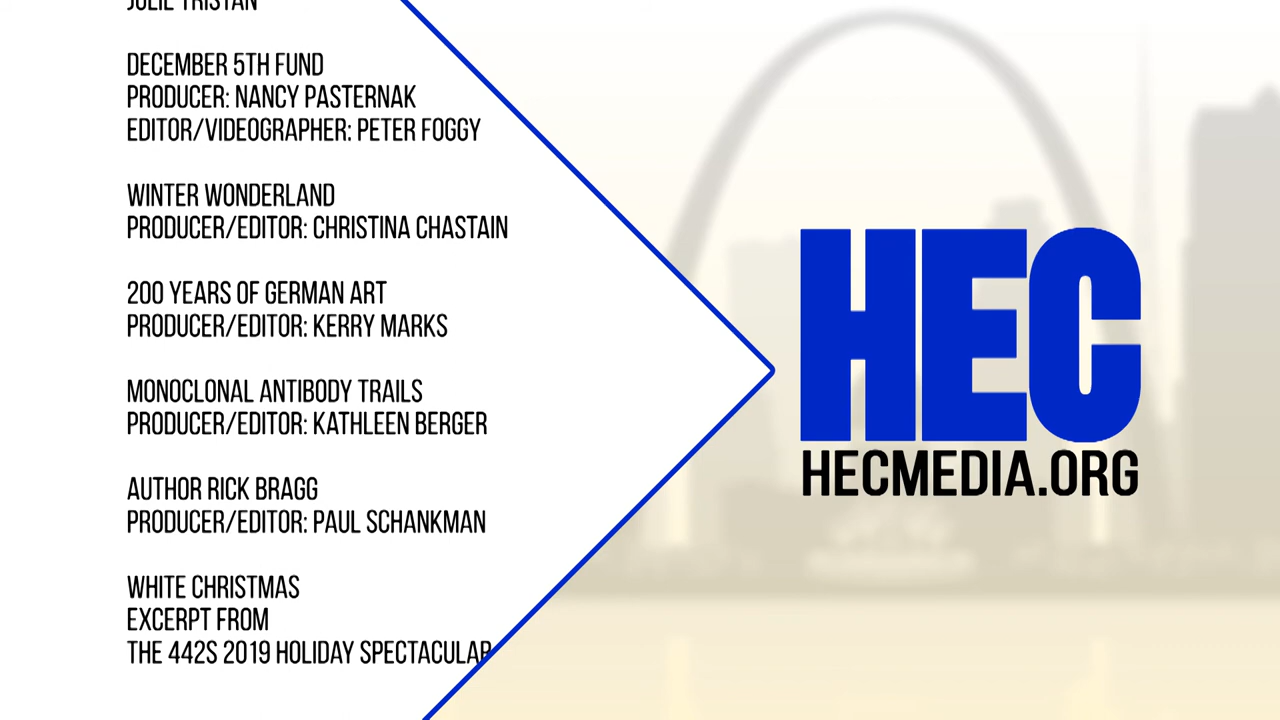 JULIE TRISTAN
DECEMBER 5TH FUND
PRODUCER: NANCY PASTERNAK
EDITOR/VIDEOGRAPHER: PETER FOGGY
WINTER WONDERLAND
PRODUCER/EDITOR: CHRISTINA CHASTAIN
200 YEARS OF GERMAN ART
PRODUCER/EDITOR: KERRY MARKS
MONOCLONAL ANTIBODY TRAILS
PRODUCER/EDITOR: KATHLEEN BERGER
AUTHOR RICK BRAGG
PRODUCER/EDITOR: PAUL SCHANKMAN
WHITE CHRISTMAS
EXCERPT FROM
THE 442S 2019 HOLIDAY SPECTACULAR
HEC
HECMEDIA.ORG